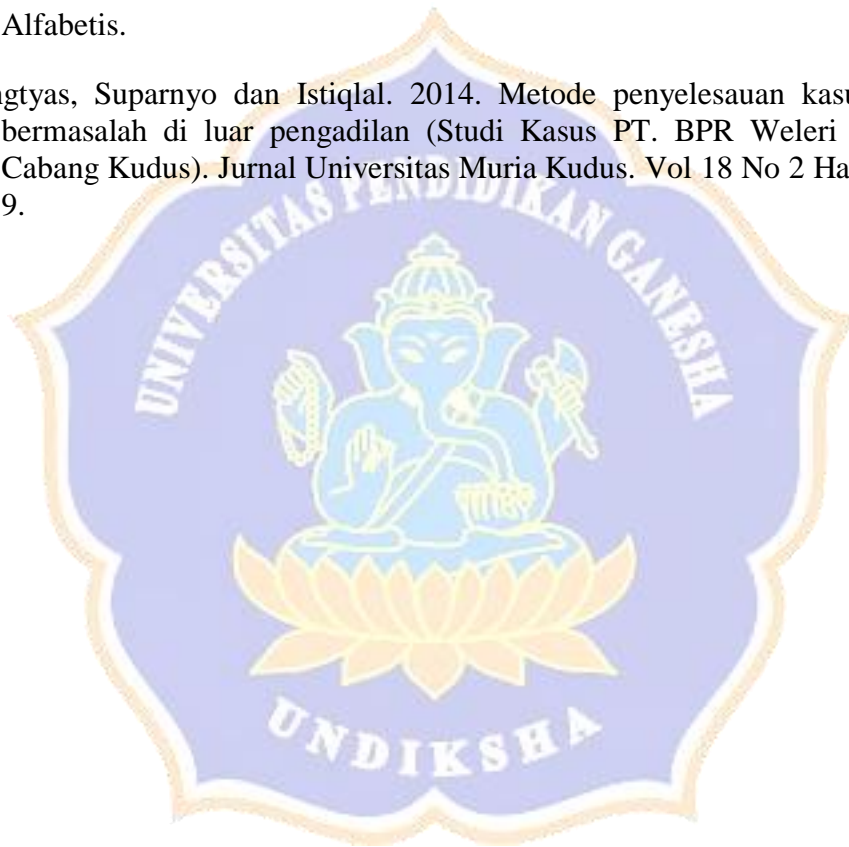 Alfabetis.
ngtyas, Suparnyo dan Istiqlal. 2014. Metode penyelesauan kasu
bermasalah di luar pengadilan (Studi Kasus PT. BPR Weleri
Cabang Kudus). Jurnal Universitas Muria Kudus. Vol 18 No 2 Ha
9.
UNIVERSITAS PENDIDIKAN GANESHA
UNDIKSHA